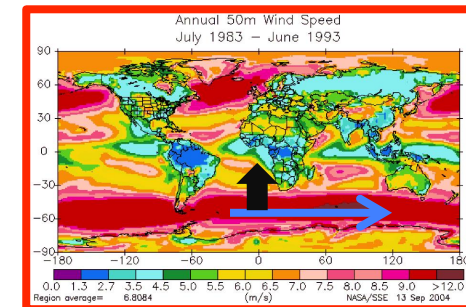 Annual 50m Wind Speed
July 1983 – June 1993
90
60
30
0
−30
−60
−90
−180 −120 −60 0 60 120 180
0.0 1.3 2.7 3.5 4.5 5.5 6.0 6.5 7.0 7.5 8.0 8.5 9.0 >12.0
Region average= 6.8084 (m/s) NASA/SSE 13 Sep 2004